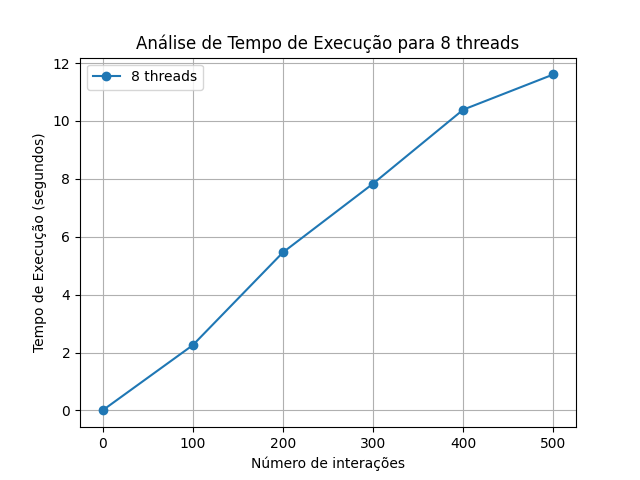 Análise de Tempo de Execução para 8 threads
8 threads
Tempo de Execução (segundos)
12
10
8
6
4
2
0
0 100 200 300 400 500
Número de interações